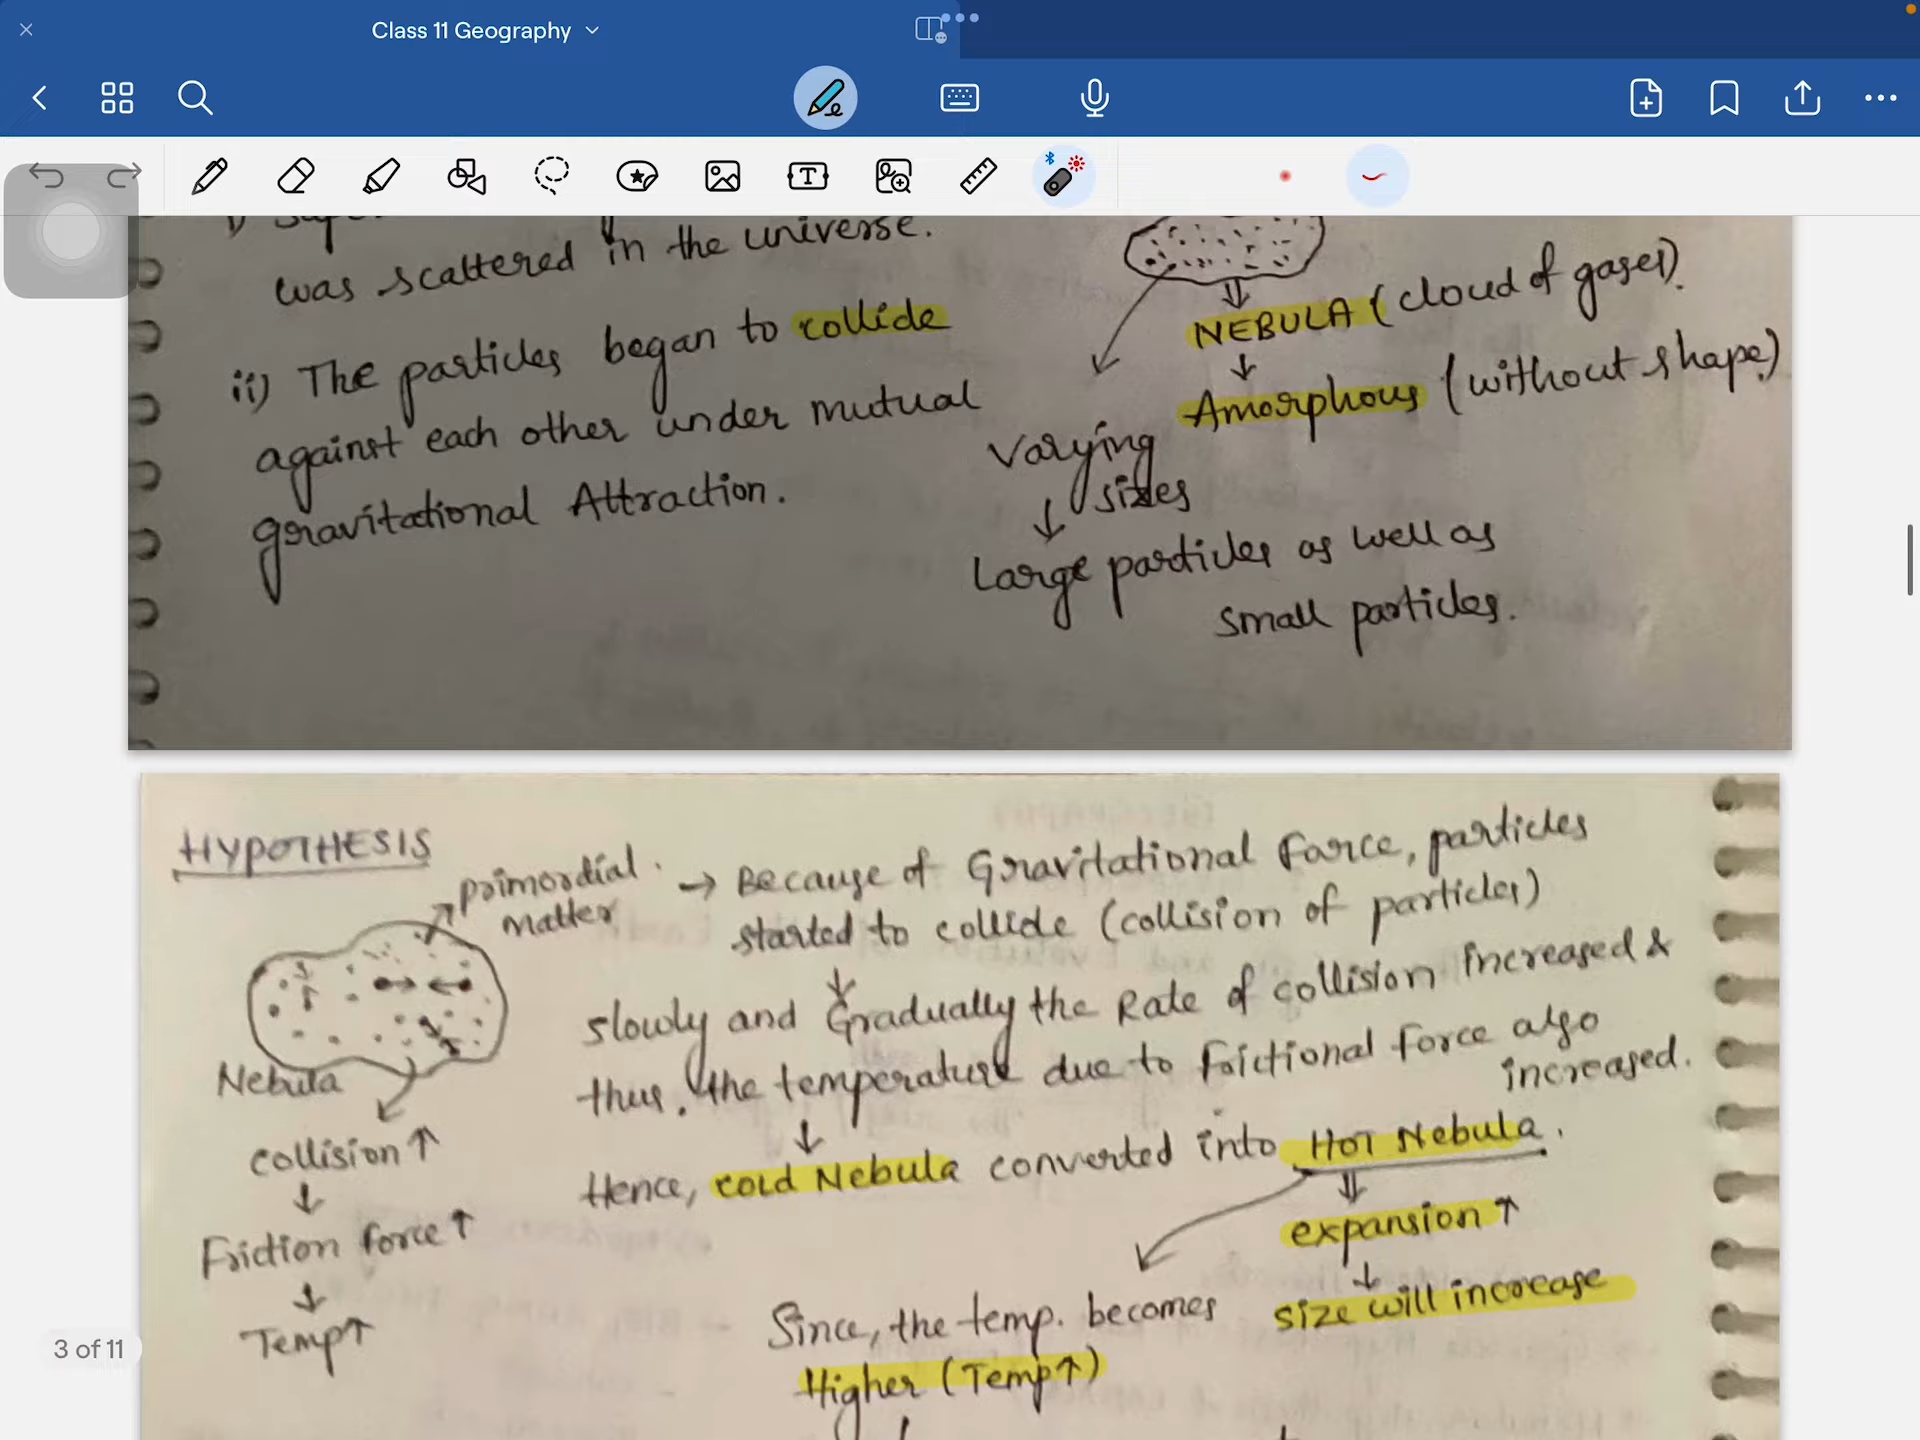 Class 11 Geography
was scattered in the universe.
ii) The particles began to collide
against each other under mutual
gravitational Attraction.
NEBULA (cloud of gases).
Amorphous (without shape)
Varying
sizes
Large particles as well as
small particles.
HYPOTHESIS
primordial
matter
→ Because of Gravitational Force, particles
started to collide (collision of particles)
↓
slowly and Gradually the Rate of collision increased &
thus, the temperature due to Frictional force also
increased.
↓
Hence, cold Nebula converted into HOT Nebula.
Nebula
collision ↑
↓
Friction force ↑
↓
Temp↑
expansion ↑
↓
size will increase
Since, the temp. becomes
Higher (Temp↑)
3 of 11